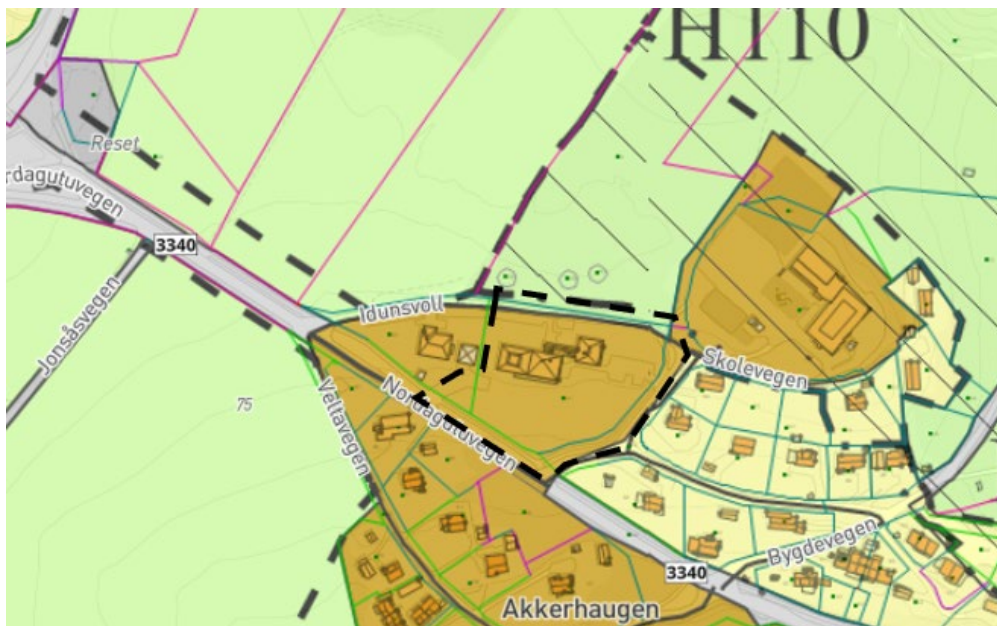 H110
Reset
rdagutuvegen
3340
Jonsåsvegen
Idunsvoll
Skolevegen
75
Veltavegen
Nordagutuvegen
Bygdevegen
3340
Akkerhaugen